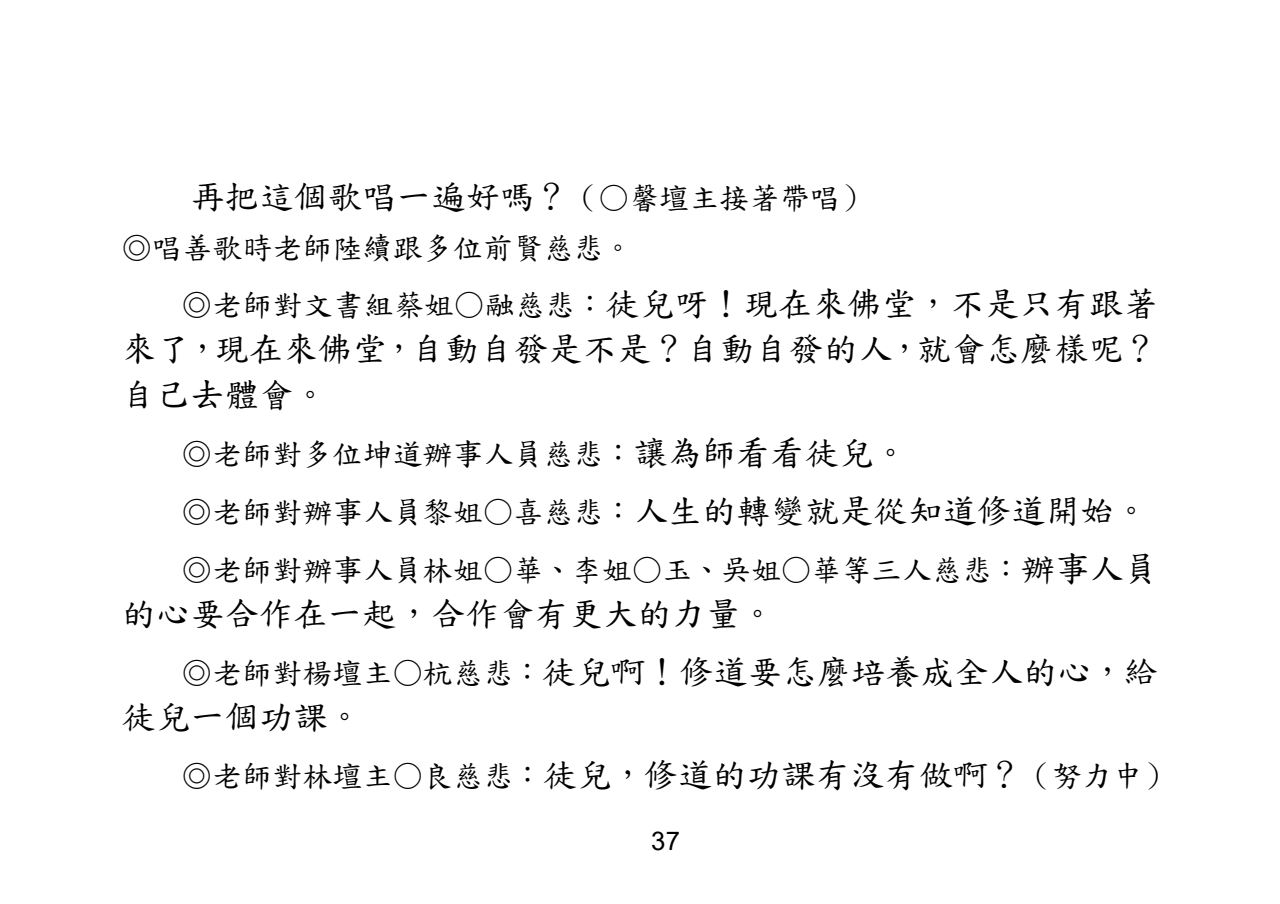 再把這個歌唱一遍好嗎？（○馨壇主接著帶唱）
◎唱善歌時老師陸續跟多位前賢慈悲。
◎老師對文書組蔡姐○融慈悲：徒兒呀！現在來佛堂，不是只有跟著
來了，現在來佛堂，自動自發是不是？自動自發的人，就會怎麼樣呢？
自己去體會。
◎老師對多位坤道辦事人員慈悲：讓為師看看徒兒。
◎老師對辦事人員黎姐○喜慈悲：人生的轉變就是從知道修道開始。
◎老師對辦事人員林姐○華、李姐○玉、吳姐○華等三人慈悲：辦事人員
的心要合作在一起，合作會有更大的力量。
◎老師對楊壇主○杭慈悲：徒兒啊！修道要怎麼培養成全人的心，給
徒兒一個功課。
◎老師對林壇主○良慈悲：徒兒，修道的功課有沒有做啊？（努力中）
37